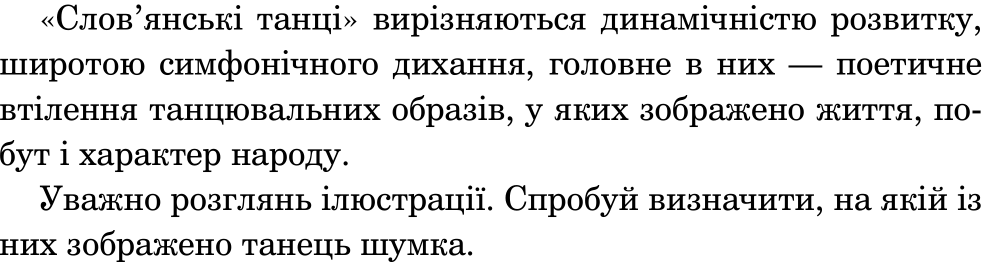 «Слов’янські танці» вирізняються динамічністю розвитку,
широтою симфонічного дихання, головне в них — поетичне
втілення танцювальних образів, у яких зображено життя, по-
бут і характер народу.
Уважно розглянь ілюстрації. Спробуй визначити, на якій із
них зображено танець шумка.